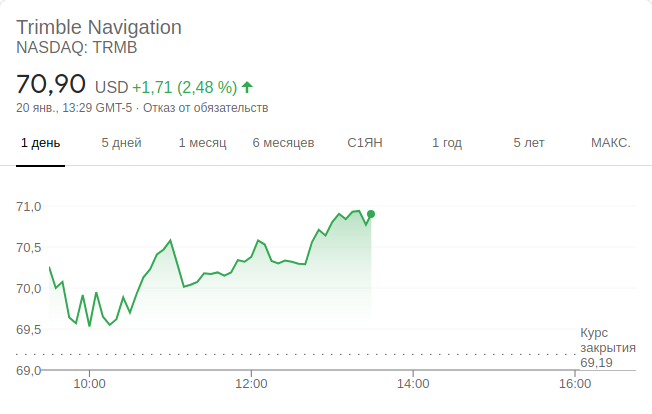 Trimble Navigation
NASDAQ: TRMB
70,90 USD +1,71 (2,48 %)
20 янв., 13:29 GMT-5 · Отказ от обязательств
1 день 5 дней 1 месяц 6 месяцев С1ЯН 1 год 5 лет МАКС.
71,0
70,5
70,0
69,5
Курс
закрытия
69,19
69,0
10:00 12:00 14:00 16:00